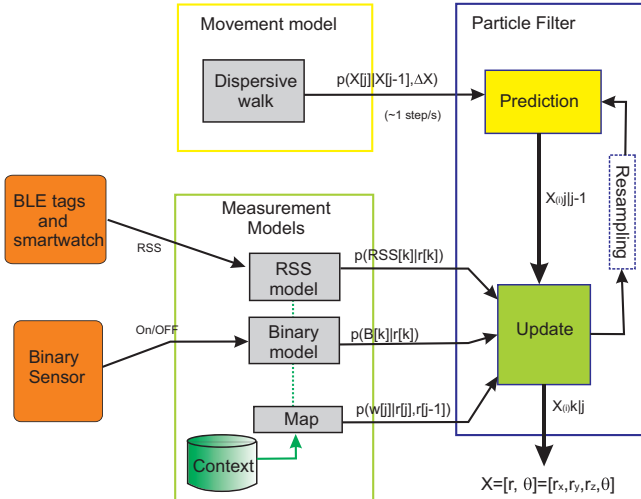 Movement model
Particle Filter
Dispersive
walk
p(X[j]|X[j-1],ΔX)
(~1 step/s)
Prediction
X(i)j|j-1
Resampling
BLE tags
and
smartwatch
RSS
Measurement
Models
RSS
model
p(RSS[k]|r[k])
Update
Binary
Sensor
On/OFF
Binary
model
p(B[k]|r[k])
Map
p(w[j]|r[j],r[j-1])
Context
X(i)k|j
X=[r, θ]=[rx,ry,rz,θ]